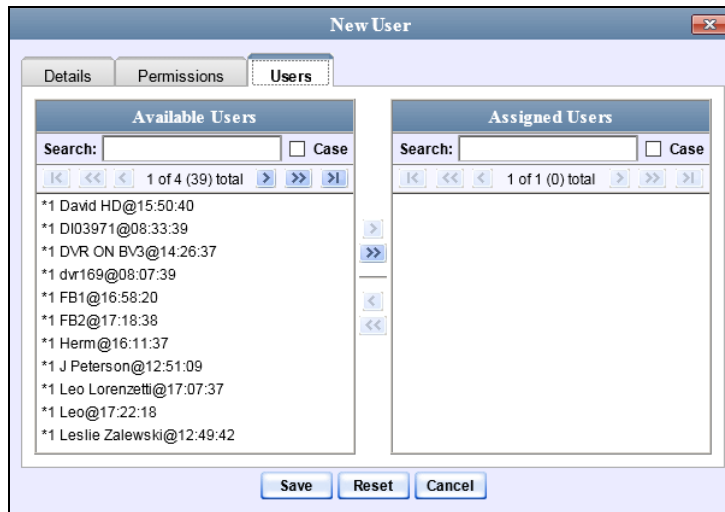 New User
Details Permissions Users
Available Users
Search: Case
1 of 4 (39) total
*1 David HD@15:50:40
*1 DI03971@08:33:39
*1 DVR ON BV3@14:26:37
*1 dvr169@08:07:39
*1 FB1@16:58:20
*1 FB2@17:18:38
*1 Herm@16:11:37
*1 J Peterson@12:51:09
*1 Leo Lorenzetti@17:07:37
*1 Leo@17:22:18
*1 Leslie Zalewski@12:49:42
Assigned Users
Search: Case
1 of 1 (0) total
Save Reset Cancel